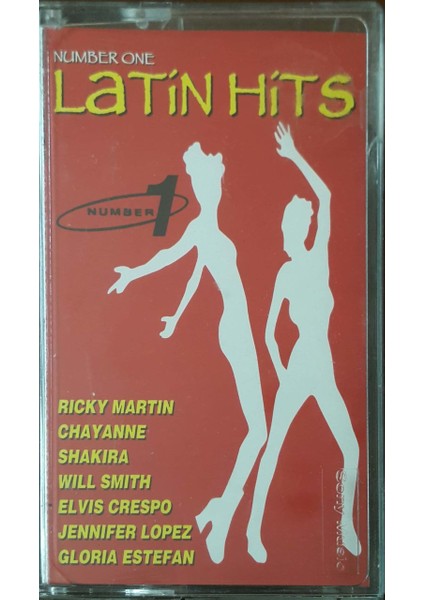 NUMBER ONE
LaTiN HiTS
NUMBER 1
RICKY MARTIN
CHAYANNE
SHAKIRA
WILL SMITH
ELVIS CRESPO
JENNIFER LOPEZ
GLORIA ESTEFAN
Sony Music